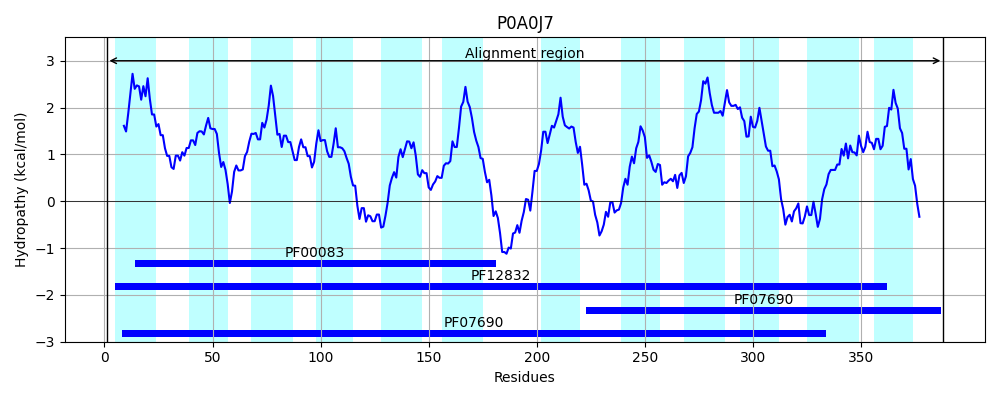 P0A0J7
Alignment region
3
2
1
0
−1
−2
−3
Hydropathy (kcal/mol)
PF00083
PF12832
PF07690
PF07690
0 50 100 150 200 250 300 350
Residues